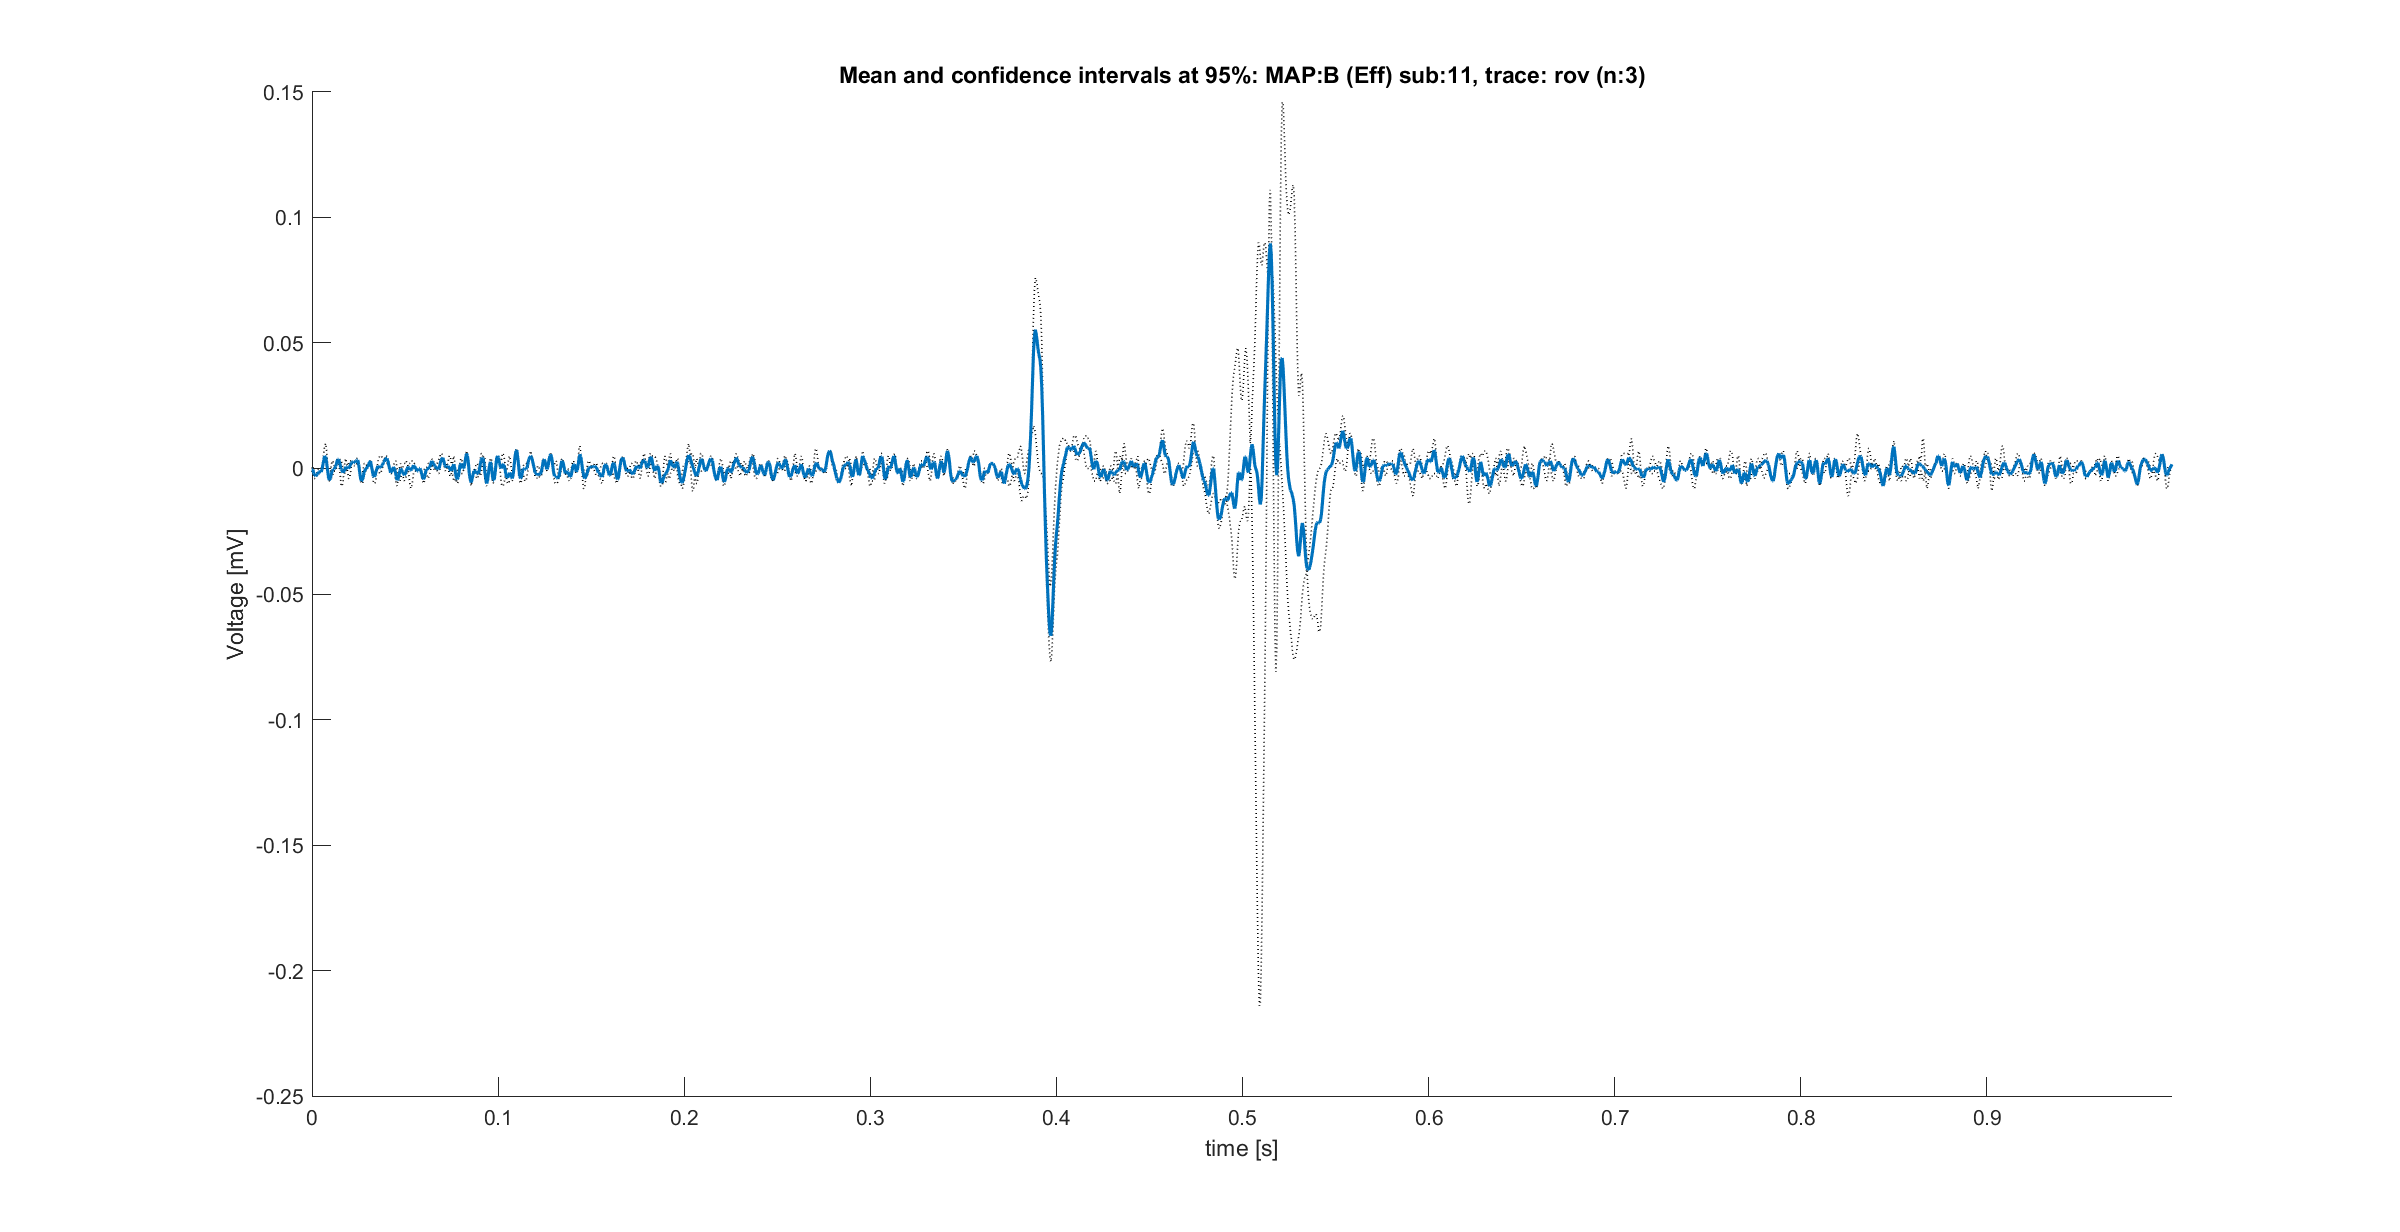 Mean and confidence intervals at 95%: MAP:B (Eff) sub:11, trace: rov (n:3)
0.15
0.1
0.05
0
-0.05
-0.1
-0.15
-0.2
-0.25
Voltage [mV]
0 0.1 0.2 0.3 0.4 0.5 0.6 0.7 0.8 0.9
time [s]